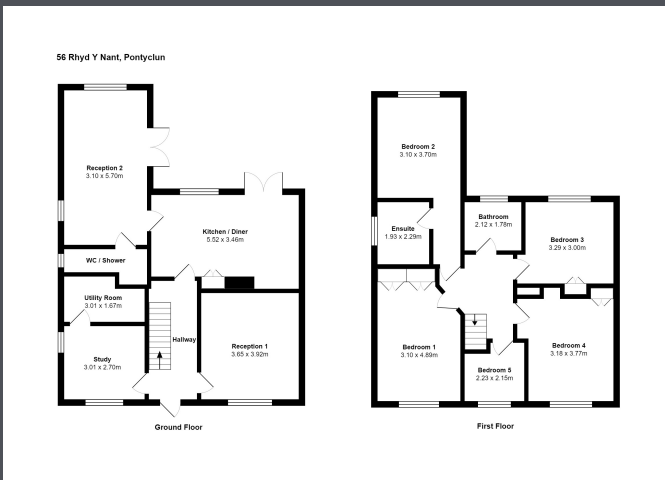 56 Rhyd Y Nant, Pontyclun
Reception 2
3.10 x 5.70m
Kitchen / Diner
5.52 x 3.46m
WC / Shower
Utility Room
3.01 x 1.67m
Hallway
Reception 1
3.65 x 3.92m
Study
3.01 x 2.70m
Ground Floor
Bedroom 2
3.10 x 3.70m
Ensuite
1.93 x 2.29m
Bathroom
2.12 x 1.78m
Bedroom 3
3.29 x 3.00m
Bedroom 1
3.10 x 4.89m
Bedroom 4
3.18 x 3.77m
Bedroom 5
2.23 x 2.15m
First Floor